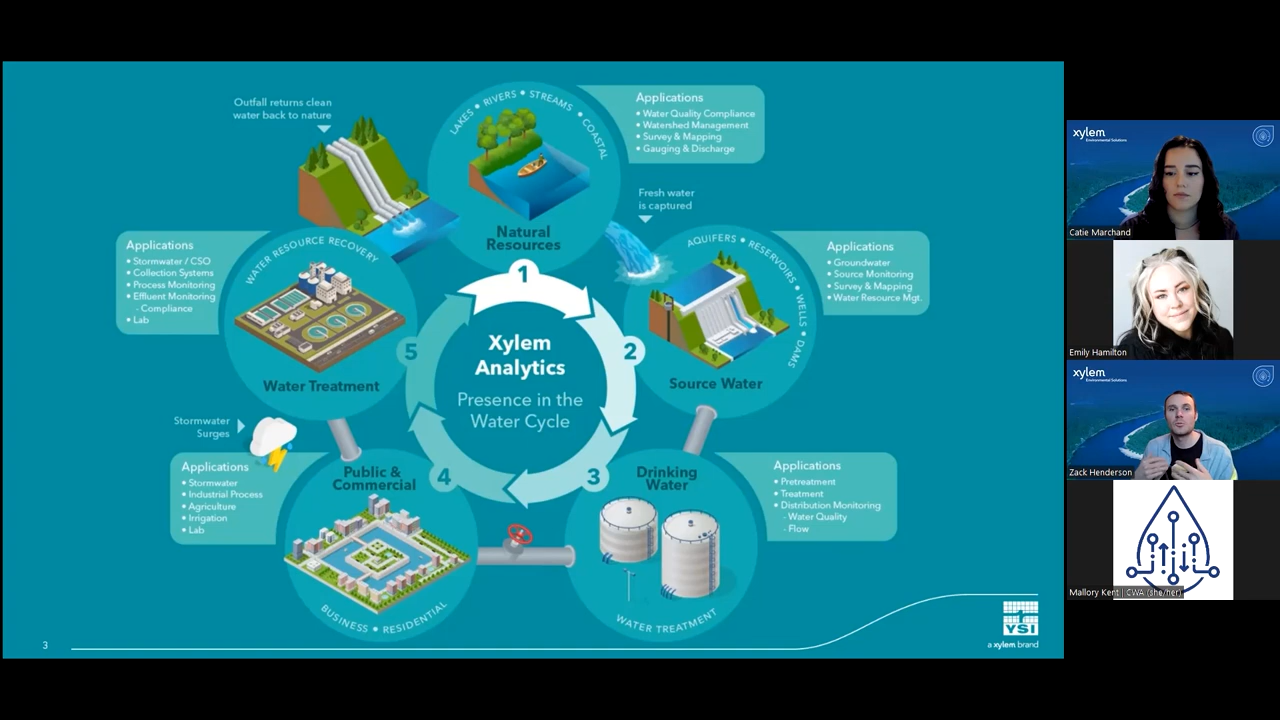 Outfall returns clean
water back to nature
LAKES • RIVERS • STREAMS • COASTAL
Natural
Resources
Applications
• Water Quality Compliance
• Watershed Management
• Survey & Mapping
• Gauging & Discharge
Fresh water
is captured
1
AQUIFERS • RESERVOIRS • WELLS • DAMS
Source Water
Applications
• Groundwater
• Source Monitoring
• Survey & Mapping
• Water Resource Mgt.
2
Xylem
Analytics
Presence in the
Water Cycle
Drinking
Water
WATER TREATMENT
Applications
• Pretreatment
• Treatment
• Distribution Monitoring
- Water Quality
- Flow
3
Public &
Commercial
BUSINESS • RESIDENTIAL
Applications
• Stormwater
• Industrial Process
• Agriculture
• Irrigation
• Lab
4
Stormwater
Surges
WATER RESOURCE RECOVERY
Water Treatment
Applications
• Stormwater / CSO
• Collection Systems
• Process Monitoring
• Effluent Monitoring
- Compliance
• Lab
5
3
YSI
a xylem brand
xylem
Environmental Solutions
Catie Marchand
Emily Hamilton
xylem
Environmental Solutions
Zack Henderson
Mallory Kent | CWA (she/her)